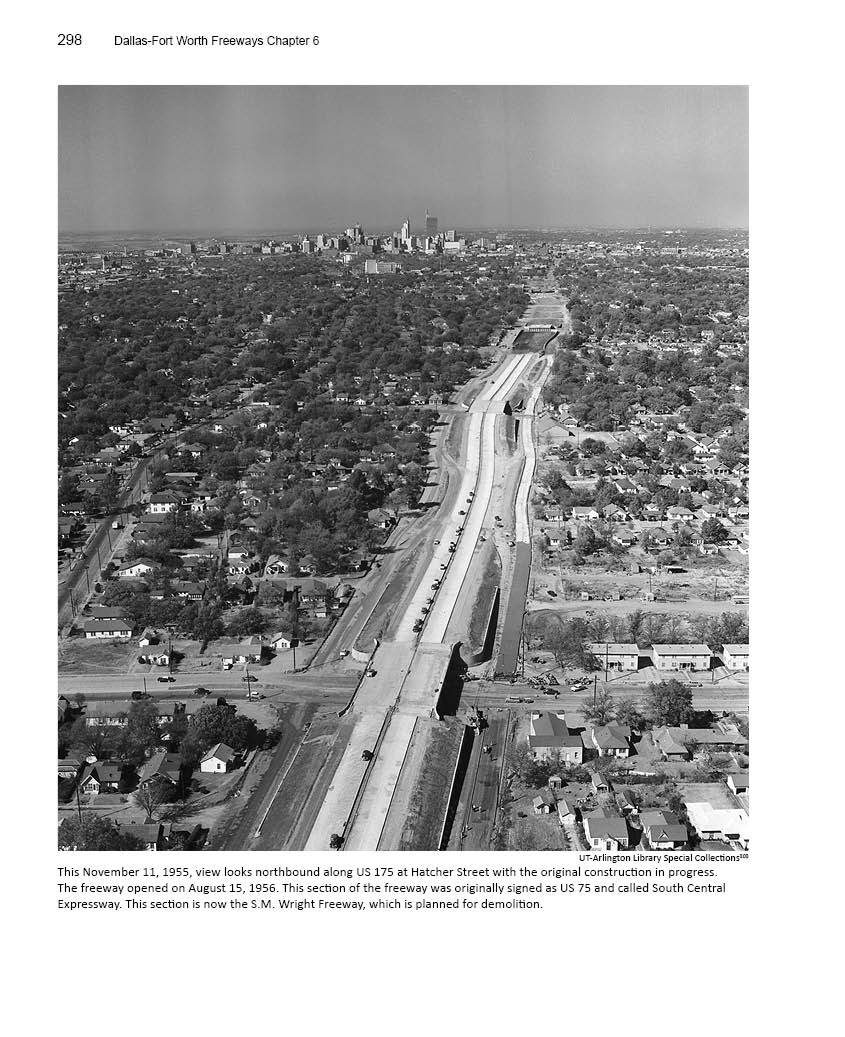 298 Dallas-Fort Worth Freeways Chapter 6
UT-Arlington Library Special Collections
This November 11, 1955, view looks northbound along US 175 at Hatcher Street with the original construction in progress.
The freeway opened on August 15, 1956. This section of the freeway was originally signed as US 75 and called South Central
Expressway. This section is now the S.M. Wright Freeway, which is planned for demolition.